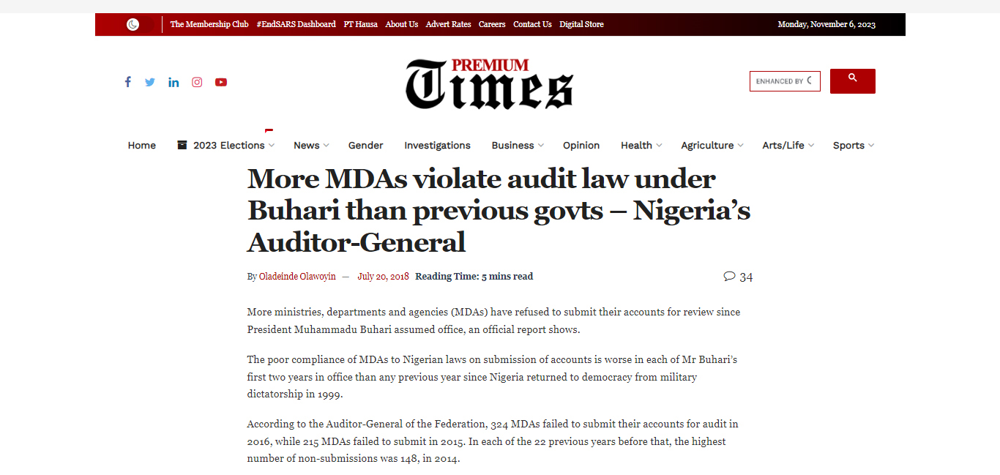 The Membership Club #EndSARS Dashboard PT Hausa About Us Advert Rates Careers Contact Us Digital Store Monday, November 6, 2023
PREMIUM
Times
ENHANCED BY
Home 2023 Elections News Gender Investigations Business Opinion Health Agriculture Arts/Life Sports
More MDAs violate audit law under
Buhari than previous govts – Nigeria's
Auditor-General
By Oladeinde Olawoyin — July 20, 2018 Reading Time: 5 mins read 34
More ministries, departments and agencies (MDAs) have refused to submit their accounts for review since
President Muhammadu Buhari assumed office, an official report shows.
The poor compliance of MDAs to Nigerian laws on submission of accounts is worse in each of Mr Buhari's
first two years in office than any previous year since Nigeria returned to democracy from military
dictatorship in 1999.
According to the Auditor-General of the Federation, 324 MDAs failed to submit their accounts for audit in
2016, while 215 MDAs failed to submit in 2015. In each of the 22 previous years before that, the highest
number of non-submissions was 148, in 2014.